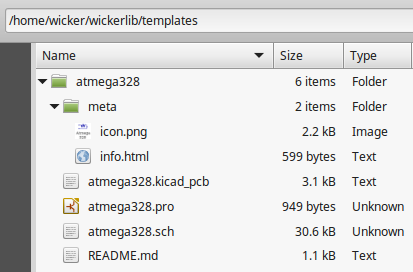 /home/wicker/wickerlib/templates
Name Size Type
atmega328 6 items Folder
meta 2 items Folder
icon.png 2.2 kB Image
info.html 599 bytes Text
atmega328.kicad_pcb 3.1 kB Text
atmega328.pro 949 bytes Unknown
atmega328.sch 30.6 kB Unknown
README.md 1.1 kB Text